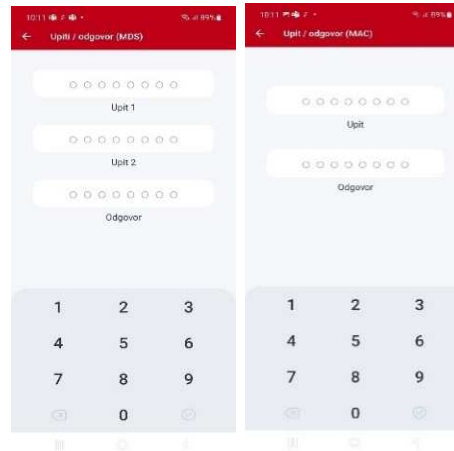 10:11
89%
Upiti / odgovor (MDS)
Upit 1
Upit 2
Odgovor
1 2 3
4 5 6
7 8 9
0
10:11
89%
Upit / odgovor (MAC)
Upit
Odgovor
1 2 3
4 5 6
7 8 9
0